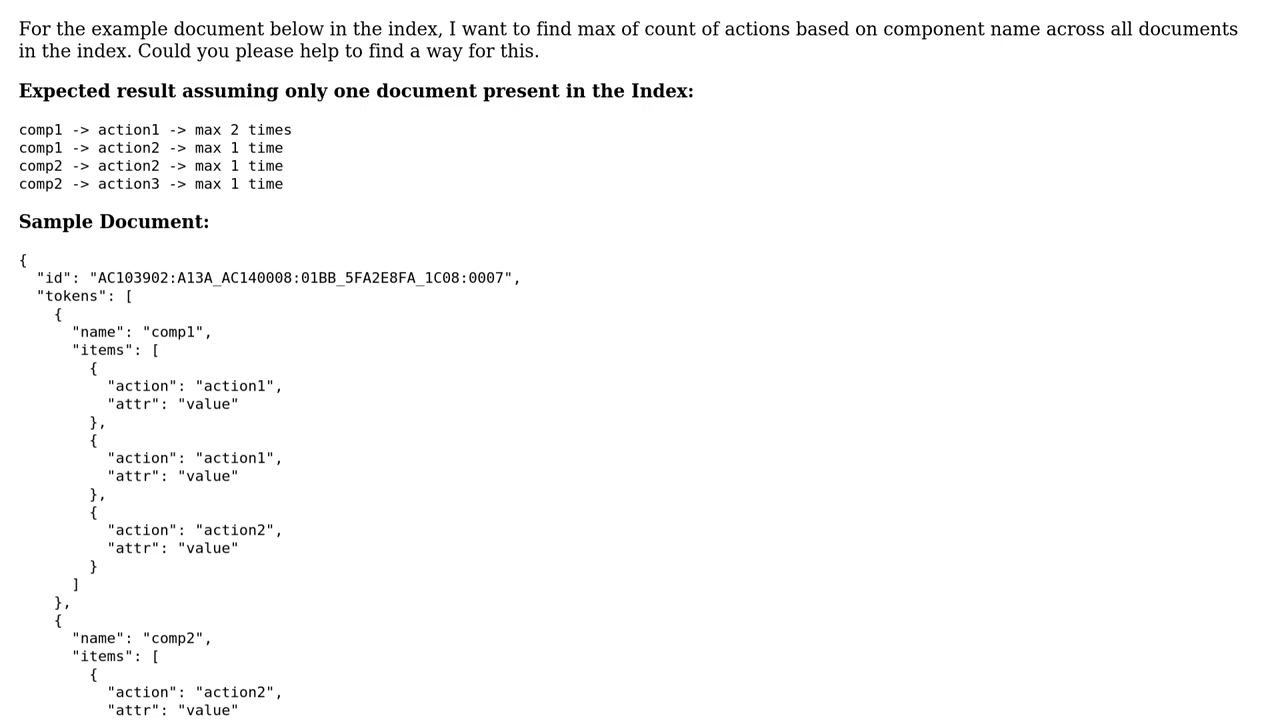 For the example document below in the index, I want to find max of count of actions based on component name across all documents
in the index. Could you please help to find a way for this.
Expected result assuming only one document present in the Index:
comp1 -> action1 -> max 2 times
comp1 -> action2 -> max 1 time
comp2 -> action2 -> max 1 time
comp2 -> action3 -> max 1 time
Sample Document:
{
  "id": "AC103902:A13A_AC140008:01BB_5FA2E8FA_1C08:0007",
  "tokens": [
    {
      "name": "comp1",
      "items": [
        {
          "action": "action1",
          "attr": "value"
        },
        {
          "action": "action1",
          "attr": "value"
        },
        {
          "action": "action2",
          "attr": "value"
        }
      ]
    },
    {
      "name": "comp2",
      "items": [
        {
          "action": "action2",
          "attr": "value"